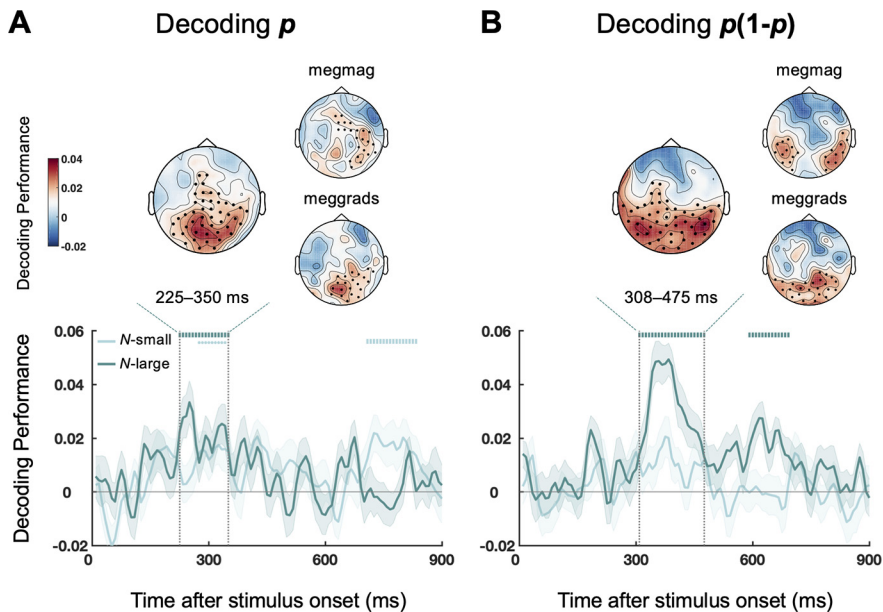 A
Decoding p
megmag
Decoding Performance
0.04
0.02
0
-0.02
meggrads
225–350 ms
0.06
0.04
0.02
0
-0.02
Decoding Performance
N-small
N-large
0
300
600
900
Time after stimulus onset (ms)
B
Decoding p(1-p)
megmag
meggrads
308–475 ms
0.06
0.04
0.02
0
-0.02
0
300
600
900
Time after stimulus onset (ms)